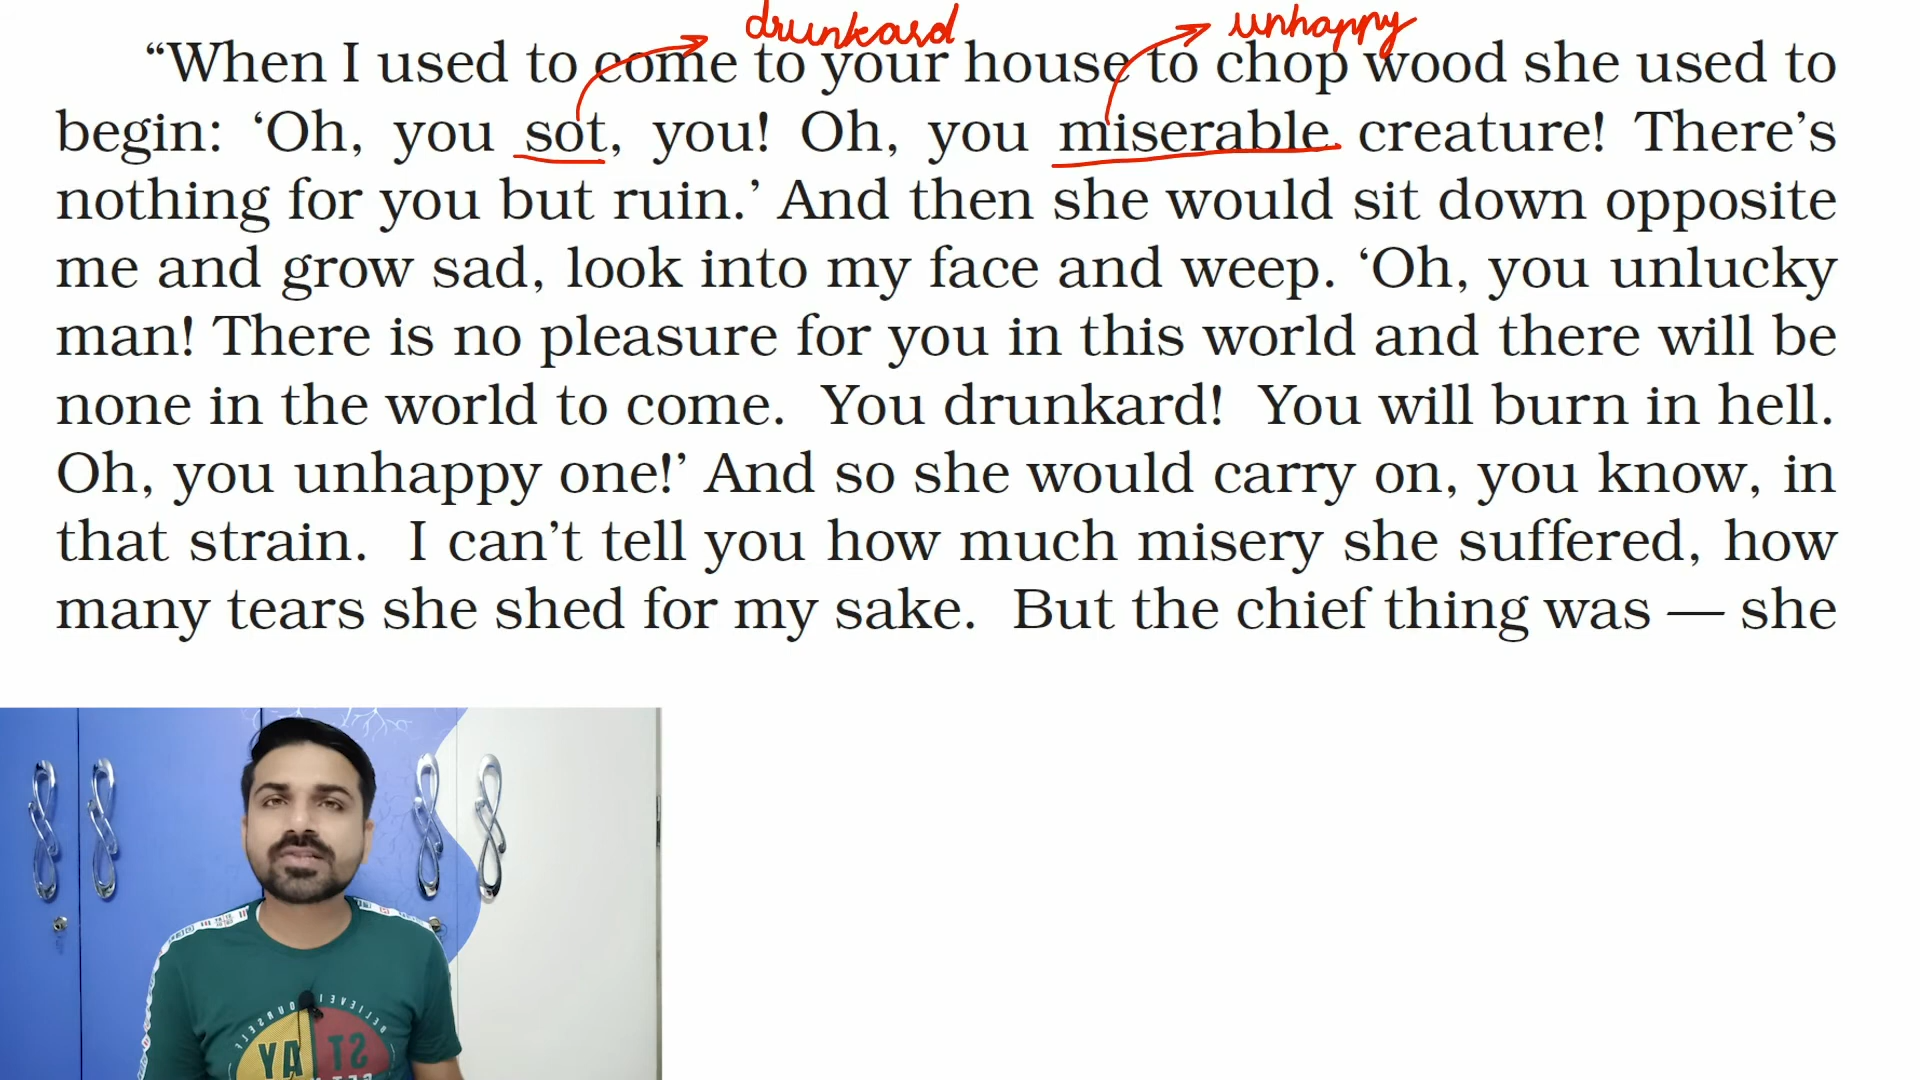 drunkard unhappy
“When I used to come to your house to chop wood she used to
begin: ‘Oh, you sot, you! Oh, you miserable creature! There’s
nothing for you but ruin.’ And then she would sit down opposite
me and grow sad, look into my face and weep. ‘Oh, you unlucky
man! There is no pleasure for you in this world and there will be
none in the world to come. You drunkard! You will burn in hell.
Oh, you unhappy one!’ And so she would carry on, you know, in
that strain. I can’t tell you how much misery she suffered, how
many tears she shed for my sake. But the chief thing was — she
BELIEVE I
OURSELF
STAY